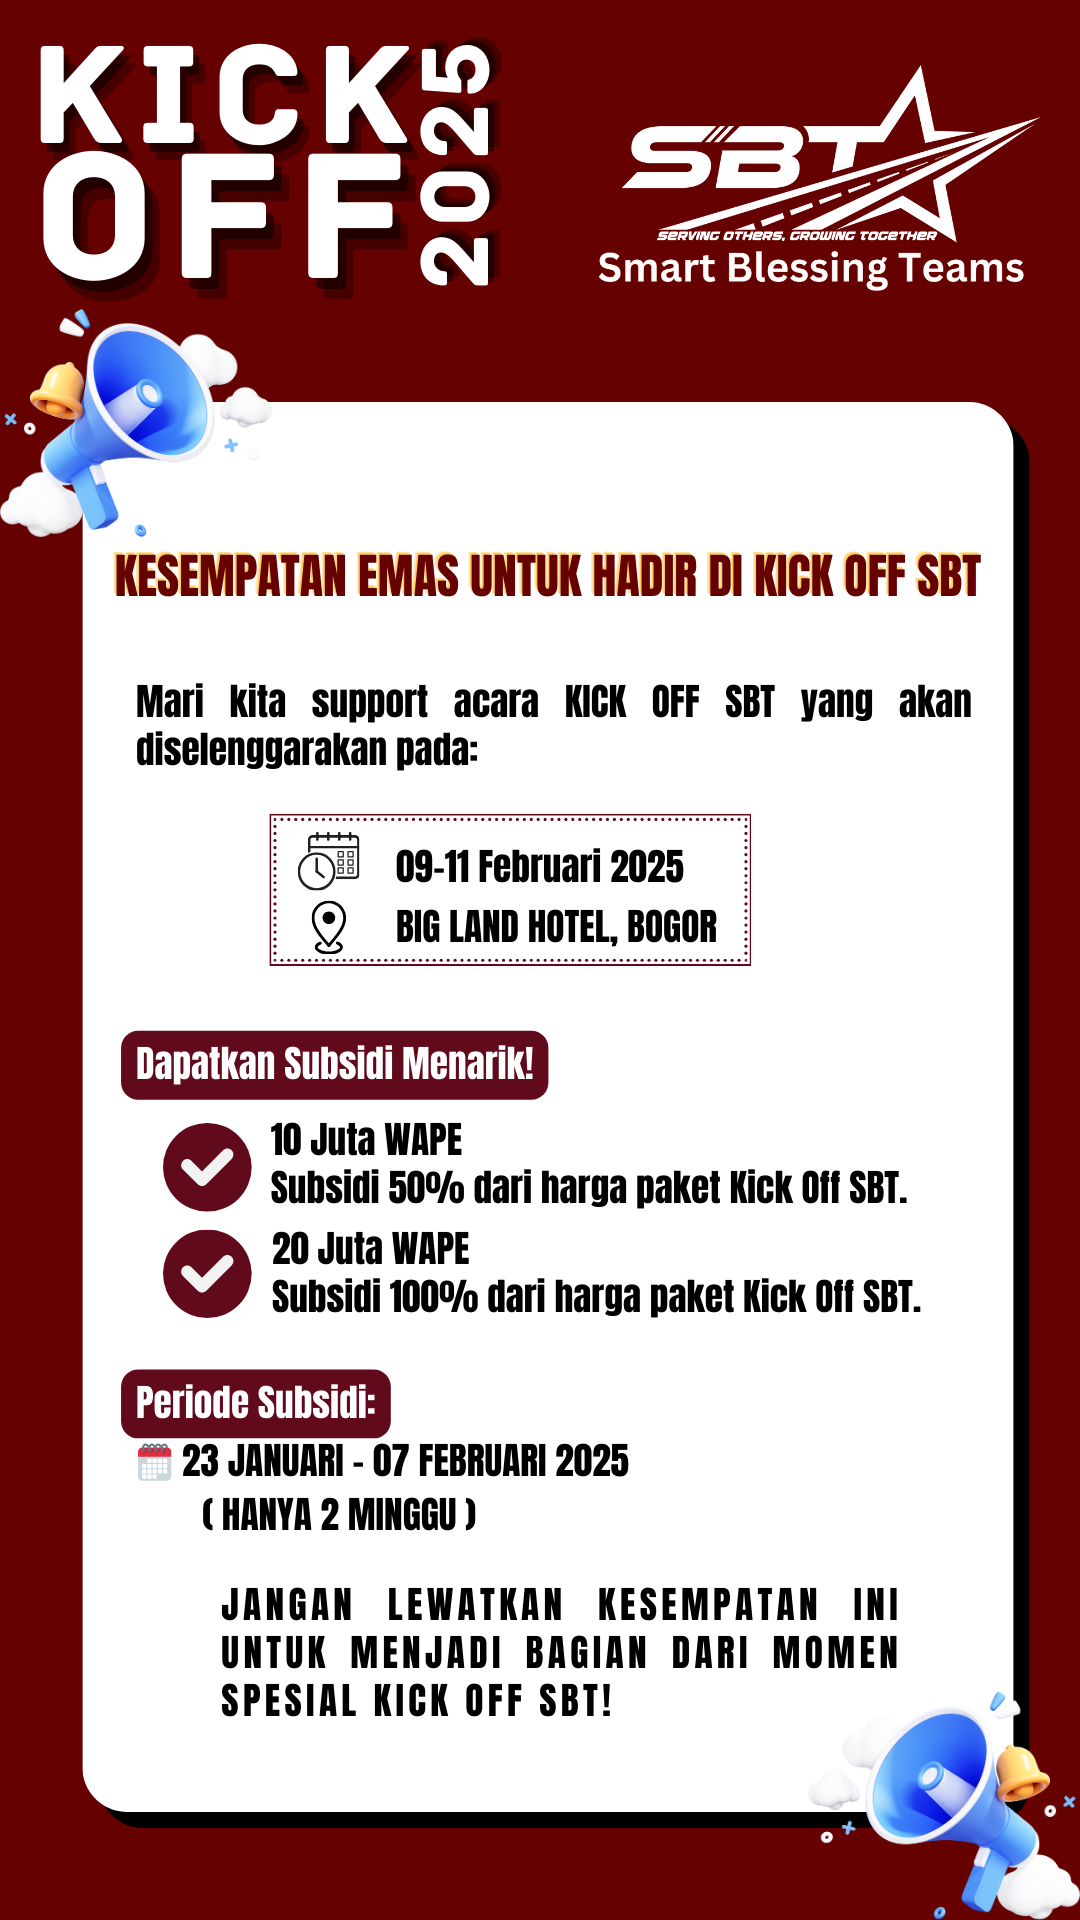 KICK
OFF
2025
SBT
SERVING OTHERS, GROWING TOGETHER
Smart Blessing Teams
KESEMPATAN EMAS UNTUK HADIR DI KICK OFF SBT
Mari kita support acara KICK OFF SBT yang akan
diselenggarakan pada:
09-11 Februari 2025
BIG LAND HOTEL, BOGOR
Dapatkan Subsidi Menarik!
10 Juta WAPE
Subsidi 50% dari harga paket Kick Off SBT.
20 Juta WAPE
Subsidi 100% dari harga paket Kick Off SBT.
Periode Subsidi:
23 JANUARI - 07 FEBRUARI 2025
( HANYA 2 MINGGU )
JANGAN LEWATKAN KESEMPATAN INI
UNTUK MENJADI BAGIAN DARI MOMEN
SPESIAL KICK OFF SBT!